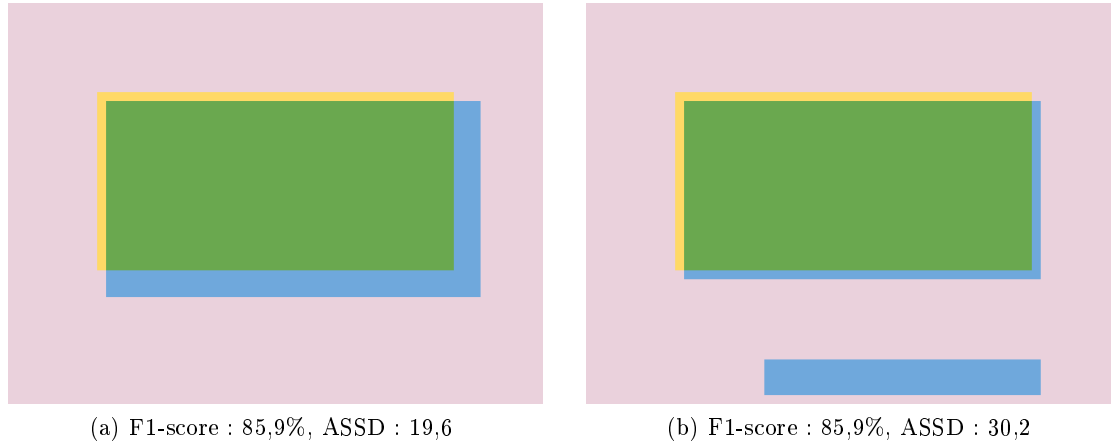 (a) F1-score : 85,9%, ASSD : 19,6
(b) F1-score : 85,9%, ASSD : 30,2